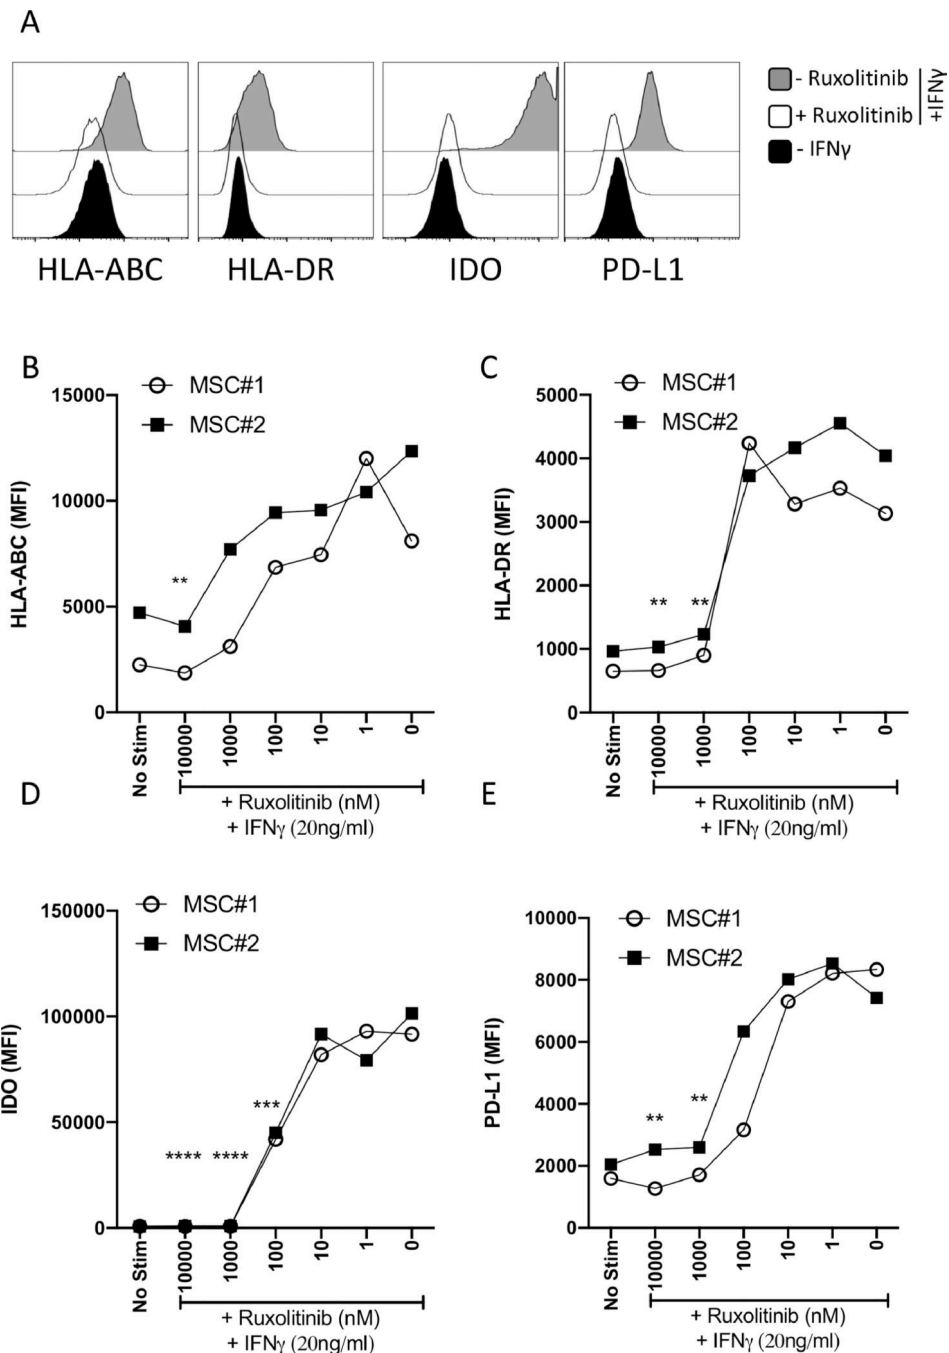 A
- Ruxolitinib
+ Ruxolitinib
+IFNγ
- IFNγ
HLA-ABC
HLA-DR
IDO
PD-L1
B
MSC#1
MSC#2
15000
10000
5000
0
HLA-ABC (MFI)
**
No Stim
10000
1000
100
10
1
0
+ Ruxolitinib (nM)
+ IFNγ (20ng/ml)
C
MSC#1
MSC#2
5000
4000
3000
2000
1000
0
HLA-DR (MFI)
** **
No Stim
10000
1000
100
10
1
0
+ Ruxolitinib (nM)
+ IFNγ (20ng/ml)
D
MSC#1
MSC#2
150000
100000
50000
0
IDO (MFI)
***
**** ****
No Stim
10000
1000
100
10
1
0
+ Ruxolitinib (nM)
+ IFNγ (20ng/ml)
E
MSC#1
MSC#2
10000
8000
6000
4000
2000
0
PD-L1 (MFI)
**
**
No Stim
10000
1000
100
10
1
0
+ Ruxolitinib (nM)
+ IFNγ (20ng/ml)